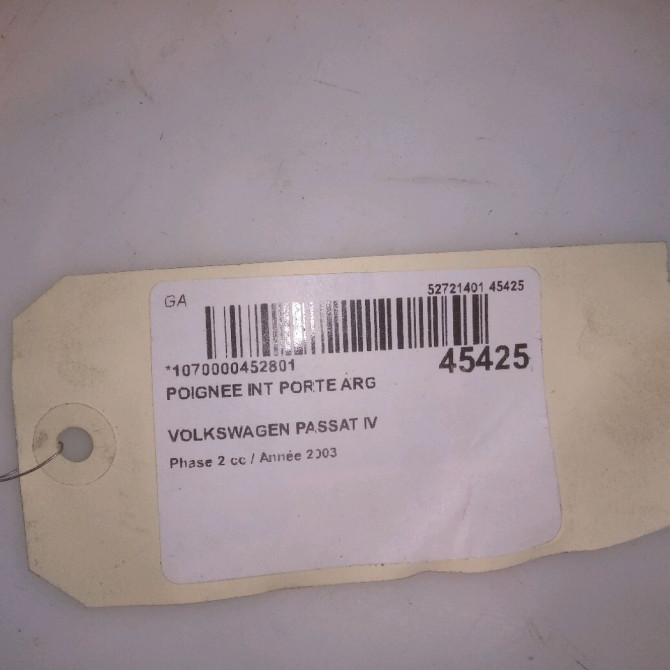 GA
52721401 45425
*1070000452801
45425
POIGNEE INT PORTE ARG
VOLKSWAGEN PASSAT IV
Phase 2 cc / Année 2003